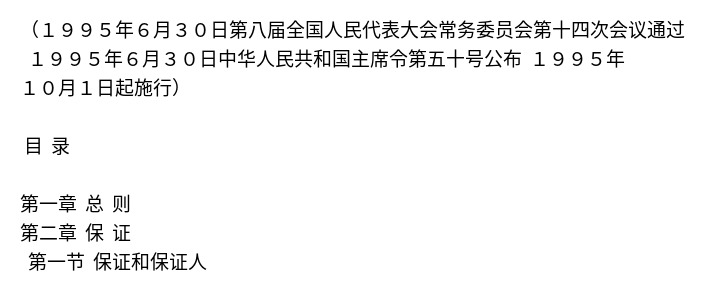 （１９９５年６月３０日第八届全国人民代表大会常务委员会第十四次会议通过
１９９５年６月３０日中华人民共和国主席令第五十号公布 １９９５年
１０月１日起施行）
目 录
第一章 总 则
第二章 保 证
第一节 保证和保证人